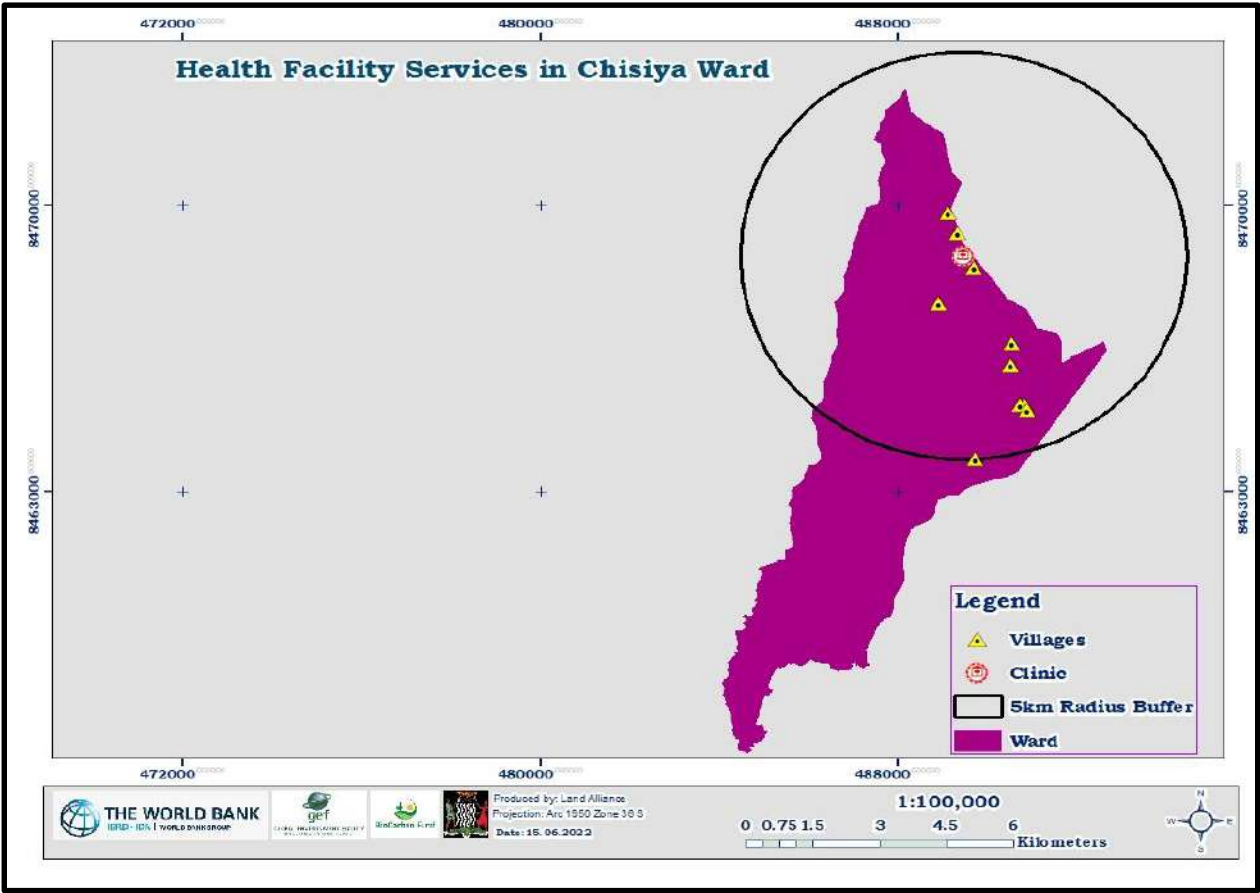 472000 480000 488000
Health Facility Services in Chisiya Ward
8470000 8470000
8463000 8463000
Legend
Villages
Clinic
5km Radius Buffer
Ward
472000 480000 488000
THE WORLD BANK
IBRD • IDA | WORLD BANK GROUP
gef
GLOBAL ENVIRONMENT FACILITY
BioCarbon Fund
Produced by: Land Alliance
Projection: Arc 1950 Zone 36 S
Date: 15.06.2022
1:100,000
0 0.75 1.5 3 4.5 6
Kilometers
N
W E
S